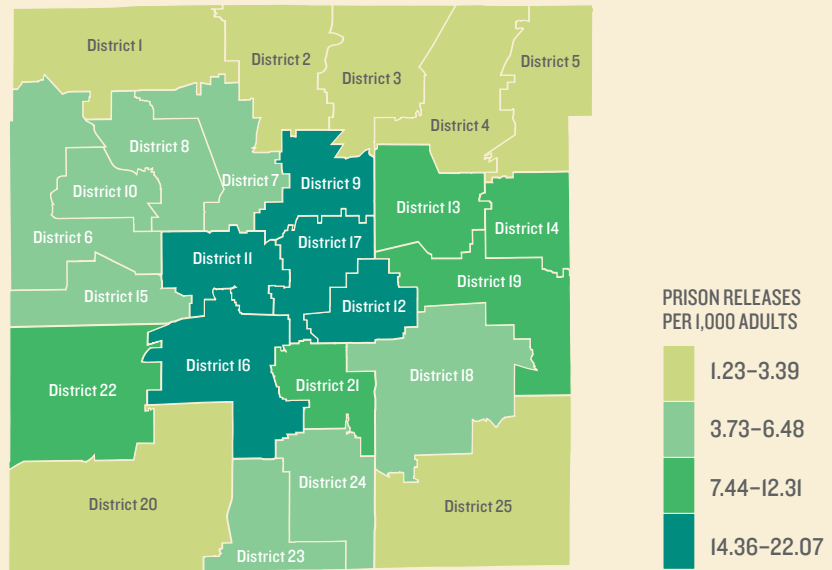 District 1
District 2
District 3
District 4
District 5
District 8
District 7
District 9
District 10
District 13
District 14
District 6
District 17
District 11
District 19
District 15
District 12
District 16
District 18
District 22
District 21
District 24
District 20
District 25
District 23
PRISON RELEASES
PER 1,000 ADULTS
1.23–3.39
3.73–6.48
7.44–12.31
14.36–22.07